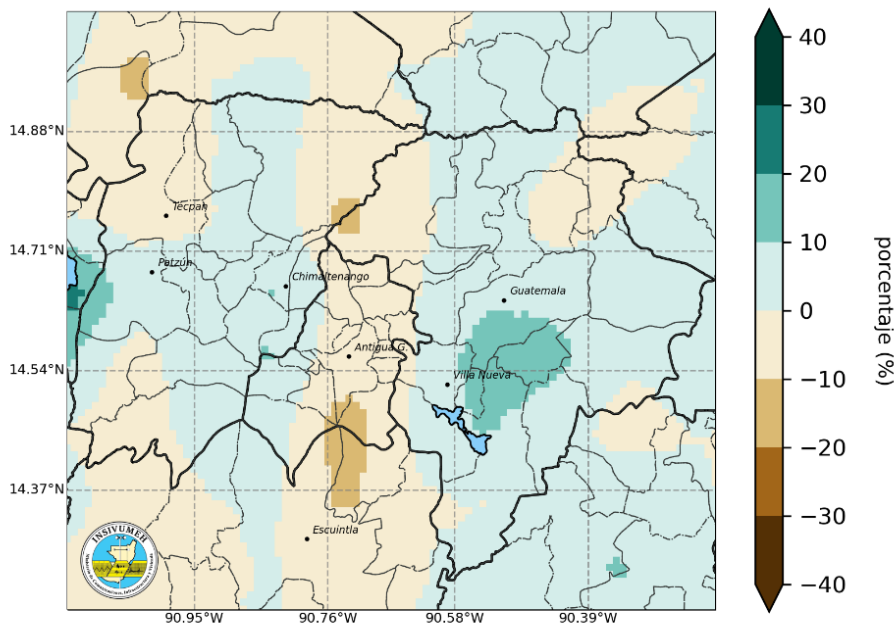 40
30
20
10
0
−10
−20
−30
−40
porcentaje (%)
14.88°N
14.71°N
14.54°N
14.37°N
Tecpan
Patzún
Chimaltenango
Guatemala
Antigua G.
Villa Nueva
Escuintla
INSIVUMEH
90.95°W
90.76°W
90.58°W
90.39°W